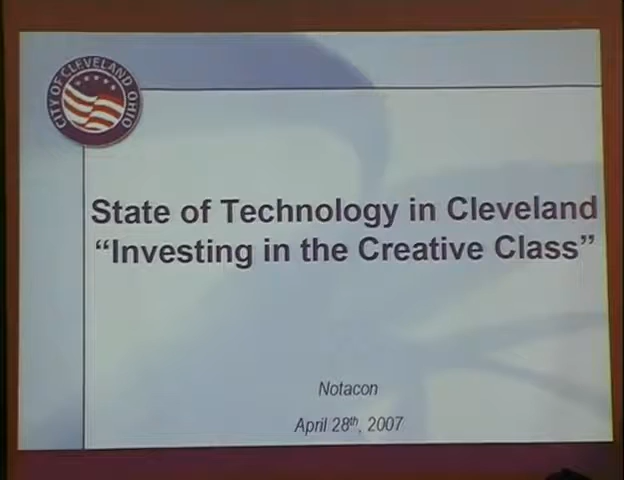 CITY OF CLEVELAND OHIO
State of Technology in Cleveland
“Investing in the Creative Class”
Notacon
April 28th, 2007